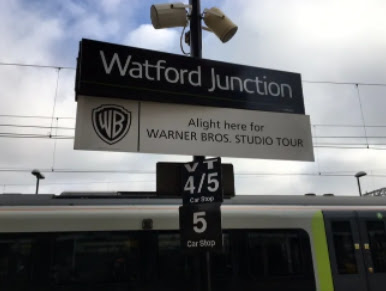 Watford Junction
WB
Alight here for
WARNER BROS. STUDIO TOUR
V T
4/5
Car Stop
5
Car Stop